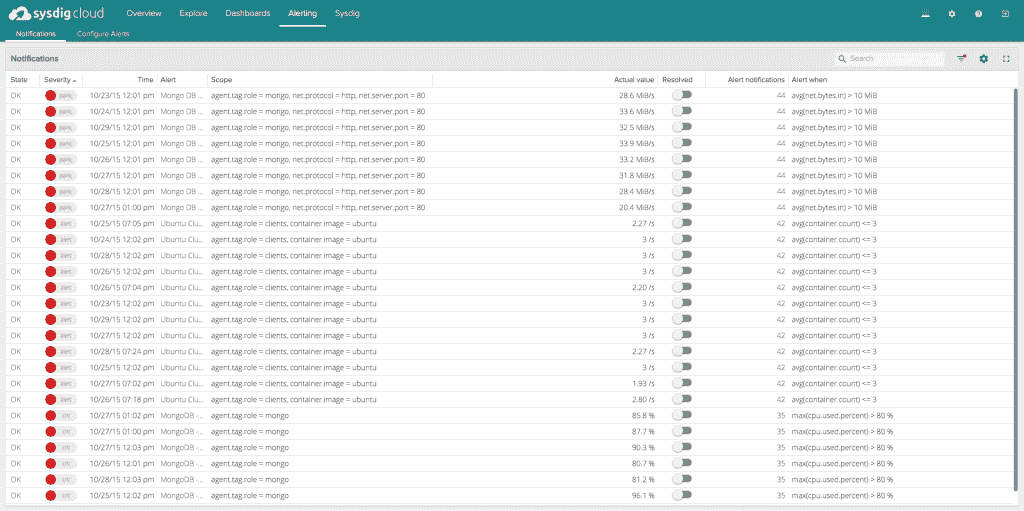 sysdig cloud Overview Explore Dashboards Alerting Sysdig
Notifications Configure Alerts
Notifications Search
State Severity Time Alert Scope Actual value Resolved Alert notifications Alert when
OK panic 10/23/15 12:01 pm Mongo DB ... agent.tag.role = mongo, net.protocol = http, net.server.port = 80 28.6 MiB/s 44 avg(net.bytes.in) > 10 MiB
OK panic 10/24/15 12:01 pm Mongo DB ... agent.tag.role = mongo, net.protocol = http, net.server.port = 80 33.6 MiB/s 44 avg(net.bytes.in) > 10 MiB
OK panic 10/29/15 12:01 pm Mongo DB ... agent.tag.role = mongo, net.protocol = http, net.server.port = 80 32.5 MiB/s 44 avg(net.bytes.in) > 10 MiB
OK panic 10/25/15 12:01 pm Mongo DB ... agent.tag.role = mongo, net.protocol = http, net.server.port = 80 33.9 MiB/s 44 avg(net.bytes.in) > 10 MiB
OK panic 10/26/15 12:01 pm Mongo DB ... agent.tag.role = mongo, net.protocol = http, net.server.port = 80 33.2 MiB/s 44 avg(net.bytes.in) > 10 MiB
OK panic 10/27/15 12:01 pm Mongo DB ... agent.tag.role = mongo, net.protocol = http, net.server.port = 80 31.8 MiB/s 44 avg(net.bytes.in) > 10 MiB
OK panic 10/28/15 12:01 pm Mongo DB ... agent.tag.role = mongo, net.protocol = http, net.server.port = 80 28.4 MiB/s 44 avg(net.bytes.in) > 10 MiB
OK panic 10/27/15 01:00 pm Mongo DB ... agent.tag.role = mongo, net.protocol = http, net.server.port = 80 20.4 MiB/s 44 avg(net.bytes.in) > 10 MiB
OK alert 10/25/15 07:05 pm Ubuntu Clu... agent.tag.role = clients, container.image = ubuntu 2.27 /s 42 avg(container.count) <= 3
OK alert 10/24/15 12:02 pm Ubuntu Clu... agent.tag.role = clients, container.image = ubuntu 3 /s 42 avg(container.count) <= 3
OK alert 10/28/15 12:02 pm Ubuntu Clu... agent.tag.role = clients, container.image = ubuntu 3 /s 42 avg(container.count) <= 3
OK alert 10/26/15 12:02 pm Ubuntu Clu... agent.tag.role = clients, container.image = ubuntu 3 /s 42 avg(container.count) <= 3
OK alert 10/26/15 07:04 pm Ubuntu Clu... agent.tag.role = clients, container.image = ubuntu 2.20 /s 42 avg(container.count) <= 3
OK alert 10/23/15 12:02 pm Ubuntu Clu... agent.tag.role = clients, container.image = ubuntu 3 /s 42 avg(container.count) <= 3
OK alert 10/29/15 12:02 pm Ubuntu Clu... agent.tag.role = clients, container.image = ubuntu 3 /s 42 avg(container.count) <= 3
OK alert 10/27/15 12:02 pm Ubuntu Clu... agent.tag.role = clients, container.image = ubuntu 3 /s 42 avg(container.count) <= 3
OK alert 10/28/15 07:24 pm Ubuntu Clu... agent.tag.role = clients, container.image = ubuntu 2.27 /s 42 avg(container.count) <= 3
OK alert 10/25/15 12:02 pm Ubuntu Clu... agent.tag.role = clients, container.image = ubuntu 3 /s 42 avg(container.count) <= 3
OK alert 10/27/15 07:02 pm Ubuntu Clu... agent.tag.role = clients, container.image = ubuntu 1.93 /s 42 avg(container.count) <= 3
OK alert 10/26/15 07:18 pm Ubuntu Clu... agent.tag.role = clients, container.image = ubuntu 2.80 /s 42 avg(container.count) <= 3
OK crit 10/27/15 01:02 pm MongoDB -... agent.tag.role = mongo 85.8 % 35 max(cpu.used.percent) > 80 %
OK crit 10/27/15 01:00 pm MongoDB -... agent.tag.role = mongo 87.7 % 35 max(cpu.used.percent) > 80 %
OK crit 10/27/15 12:03 pm MongoDB -... agent.tag.role = mongo 90.3 % 35 max(cpu.used.percent) > 80 %
OK crit 10/26/15 12:01 pm MongoDB -... agent.tag.role = mongo 80.7 % 35 max(cpu.used.percent) > 80 %
OK crit 10/28/15 12:03 pm MongoDB -... agent.tag.role = mongo 81.2 % 35 max(cpu.used.percent) > 80 %
OK crit 10/25/15 12:02 pm MongoDB -... agent.tag.role = mongo 96.1 % 35 max(cpu.used.percent) > 80 %